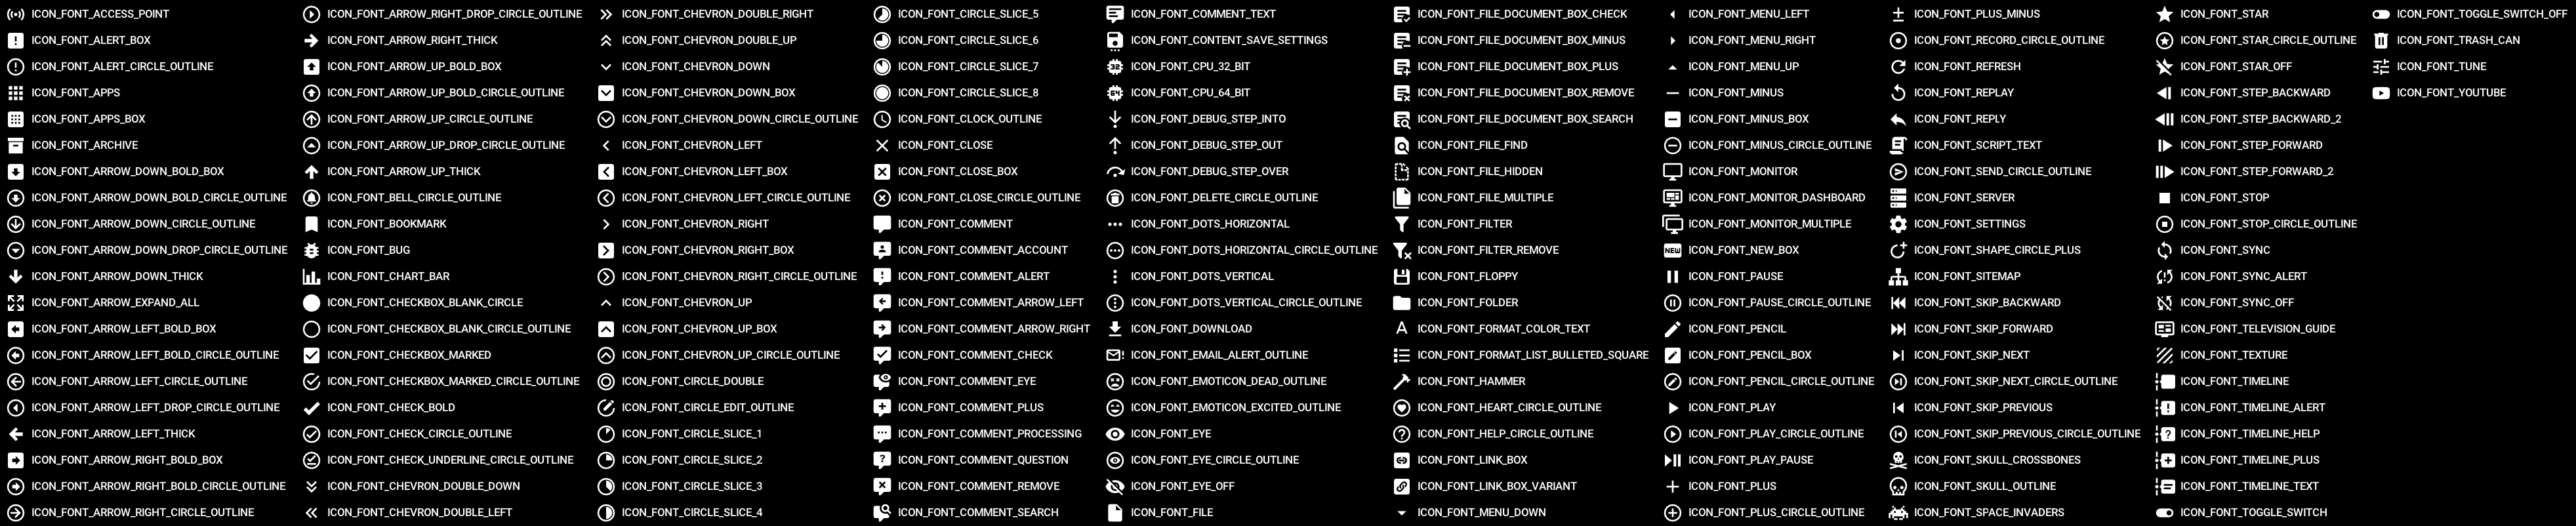 ICON_FONT_ACCESS_POINT
ICON_FONT_ALERT_BOX
ICON_FONT_ALERT_CIRCLE_OUTLINE
ICON_FONT_APPS
ICON_FONT_APPS_BOX
ICON_FONT_ARCHIVE
ICON_FONT_ARROW_DOWN_BOLD_BOX
ICON_FONT_ARROW_DOWN_BOLD_CIRCLE_OUTLINE
ICON_FONT_ARROW_DOWN_CIRCLE_OUTLINE
ICON_FONT_ARROW_DOWN_DROP_CIRCLE_OUTLINE
ICON_FONT_ARROW_DOWN_THICK
ICON_FONT_ARROW_EXPAND_ALL
ICON_FONT_ARROW_LEFT_BOLD_BOX
ICON_FONT_ARROW_LEFT_BOLD_CIRCLE_OUTLINE
ICON_FONT_ARROW_LEFT_CIRCLE_OUTLINE
ICON_FONT_ARROW_LEFT_DROP_CIRCLE_OUTLINE
ICON_FONT_ARROW_LEFT_THICK
ICON_FONT_ARROW_RIGHT_BOLD_BOX
ICON_FONT_ARROW_RIGHT_BOLD_CIRCLE_OUTLINE
ICON_FONT_ARROW_RIGHT_CIRCLE_OUTLINE
ICON_FONT_ARROW_RIGHT_DROP_CIRCLE_OUTLINE
ICON_FONT_ARROW_RIGHT_THICK
ICON_FONT_ARROW_UP_BOLD_BOX
ICON_FONT_ARROW_UP_BOLD_CIRCLE_OUTLINE
ICON_FONT_ARROW_UP_CIRCLE_OUTLINE
ICON_FONT_ARROW_UP_DROP_CIRCLE_OUTLINE
ICON_FONT_ARROW_UP_THICK
ICON_FONT_BELL_CIRCLE_OUTLINE
ICON_FONT_BOOKMARK
ICON_FONT_BUG
ICON_FONT_CHART_BAR
ICON_FONT_CHECKBOX_BLANK_CIRCLE
ICON_FONT_CHECKBOX_BLANK_CIRCLE_OUTLINE
ICON_FONT_CHECKBOX_MARKED
ICON_FONT_CHECKBOX_MARKED_CIRCLE_OUTLINE
ICON_FONT_CHECK_BOLD
ICON_FONT_CHECK_CIRCLE_OUTLINE
ICON_FONT_CHECK_UNDERLINE_CIRCLE_OUTLINE
ICON_FONT_CHEVRON_DOUBLE_DOWN
ICON_FONT_CHEVRON_DOUBLE_LEFT
ICON_FONT_CHEVRON_DOUBLE_RIGHT
ICON_FONT_CHEVRON_DOUBLE_UP
ICON_FONT_CHEVRON_DOWN
ICON_FONT_CHEVRON_DOWN_BOX
ICON_FONT_CHEVRON_DOWN_CIRCLE_OUTLINE
ICON_FONT_CHEVRON_LEFT
ICON_FONT_CHEVRON_LEFT_BOX
ICON_FONT_CHEVRON_LEFT_CIRCLE_OUTLINE
ICON_FONT_CHEVRON_RIGHT
ICON_FONT_CHEVRON_RIGHT_BOX
ICON_FONT_CHEVRON_RIGHT_CIRCLE_OUTLINE
ICON_FONT_CHEVRON_UP
ICON_FONT_CHEVRON_UP_BOX
ICON_FONT_CHEVRON_UP_CIRCLE_OUTLINE
ICON_FONT_CIRCLE_DOUBLE
ICON_FONT_CIRCLE_EDIT_OUTLINE
ICON_FONT_CIRCLE_SLICE_1
ICON_FONT_CIRCLE_SLICE_2
ICON_FONT_CIRCLE_SLICE_3
ICON_FONT_CIRCLE_SLICE_4
ICON_FONT_CIRCLE_SLICE_5
ICON_FONT_CIRCLE_SLICE_6
ICON_FONT_CIRCLE_SLICE_7
ICON_FONT_CIRCLE_SLICE_8
ICON_FONT_CLOCK_OUTLINE
ICON_FONT_CLOSE
ICON_FONT_CLOSE_BOX
ICON_FONT_CLOSE_CIRCLE_OUTLINE
ICON_FONT_COMMENT
ICON_FONT_COMMENT_ACCOUNT
ICON_FONT_COMMENT_ALERT
ICON_FONT_COMMENT_ARROW_LEFT
ICON_FONT_COMMENT_ARROW_RIGHT
ICON_FONT_COMMENT_CHECK
ICON_FONT_COMMENT_EYE
ICON_FONT_COMMENT_PLUS
ICON_FONT_COMMENT_PROCESSING
ICON_FONT_COMMENT_QUESTION
ICON_FONT_COMMENT_REMOVE
ICON_FONT_COMMENT_SEARCH
ICON_FONT_COMMENT_TEXT
ICON_FONT_CONTENT_SAVE_SETTINGS
32 ICON_FONT_CPU_32_BIT
64 ICON_FONT_CPU_64_BIT
ICON_FONT_DEBUG_STEP_INTO
ICON_FONT_DEBUG_STEP_OUT
ICON_FONT_DEBUG_STEP_OVER
ICON_FONT_DELETE_CIRCLE_OUTLINE
ICON_FONT_DOTS_HORIZONTAL
ICON_FONT_DOTS_HORIZONTAL_CIRCLE_OUTLINE
ICON_FONT_DOTS_VERTICAL
ICON_FONT_DOTS_VERTICAL_CIRCLE_OUTLINE
ICON_FONT_DOWNLOAD
ICON_FONT_EMAIL_ALERT_OUTLINE
ICON_FONT_EMOTICON_DEAD_OUTLINE
ICON_FONT_EMOTICON_EXCITED_OUTLINE
ICON_FONT_EYE
ICON_FONT_EYE_CIRCLE_OUTLINE
ICON_FONT_EYE_OFF
ICON_FONT_FILE
ICON_FONT_FILE_DOCUMENT_BOX_CHECK
ICON_FONT_FILE_DOCUMENT_BOX_MINUS
ICON_FONT_FILE_DOCUMENT_BOX_PLUS
ICON_FONT_FILE_DOCUMENT_BOX_REMOVE
ICON_FONT_FILE_DOCUMENT_BOX_SEARCH
ICON_FONT_FILE_FIND
ICON_FONT_FILE_HIDDEN
ICON_FONT_FILE_MULTIPLE
ICON_FONT_FILTER
ICON_FONT_FILTER_REMOVE
ICON_FONT_FLOPPY
ICON_FONT_FOLDER
A ICON_FONT_FORMAT_COLOR_TEXT
ICON_FONT_FORMAT_LIST_BULLETED_SQUARE
ICON_FONT_HAMMER
ICON_FONT_HEART_CIRCLE_OUTLINE
ICON_FONT_HELP_CIRCLE_OUTLINE
ICON_FONT_LINK_BOX
ICON_FONT_LINK_BOX_VARIANT
ICON_FONT_MENU_DOWN
ICON_FONT_MENU_LEFT
ICON_FONT_MENU_RIGHT
ICON_FONT_MENU_UP
ICON_FONT_MINUS
ICON_FONT_MINUS_BOX
ICON_FONT_MINUS_CIRCLE_OUTLINE
ICON_FONT_MONITOR
ICON_FONT_MONITOR_DASHBOARD
ICON_FONT_MONITOR_MULTIPLE
NEW ICON_FONT_NEW_BOX
ICON_FONT_PAUSE
ICON_FONT_PAUSE_CIRCLE_OUTLINE
ICON_FONT_PENCIL
ICON_FONT_PENCIL_BOX
ICON_FONT_PENCIL_CIRCLE_OUTLINE
ICON_FONT_PLAY
ICON_FONT_PLAY_CIRCLE_OUTLINE
ICON_FONT_PLAY_PAUSE
ICON_FONT_PLUS
ICON_FONT_PLUS_CIRCLE_OUTLINE
ICON_FONT_PLUS_MINUS
ICON_FONT_RECORD_CIRCLE_OUTLINE
ICON_FONT_REFRESH
ICON_FONT_REPLAY
ICON_FONT_REPLY
ICON_FONT_SCRIPT_TEXT
ICON_FONT_SEND_CIRCLE_OUTLINE
ICON_FONT_SERVER
ICON_FONT_SETTINGS
ICON_FONT_SHAPE_CIRCLE_PLUS
ICON_FONT_SITEMAP
ICON_FONT_SKIP_BACKWARD
ICON_FONT_SKIP_FORWARD
ICON_FONT_SKIP_NEXT
ICON_FONT_SKIP_NEXT_CIRCLE_OUTLINE
ICON_FONT_SKIP_PREVIOUS
ICON_FONT_SKIP_PREVIOUS_CIRCLE_OUTLINE
ICON_FONT_SKULL_CROSSBONES
ICON_FONT_SKULL_OUTLINE
ICON_FONT_SPACE_INVADERS
ICON_FONT_STAR
ICON_FONT_STAR_CIRCLE_OUTLINE
ICON_FONT_STAR_OFF
ICON_FONT_STEP_BACKWARD
ICON_FONT_STEP_BACKWARD_2
ICON_FONT_STEP_FORWARD
ICON_FONT_STEP_FORWARD_2
ICON_FONT_STOP
ICON_FONT_STOP_CIRCLE_OUTLINE
ICON_FONT_SYNC
ICON_FONT_SYNC_ALERT
ICON_FONT_SYNC_OFF
ICON_FONT_TELEVISION_GUIDE
ICON_FONT_TEXTURE
ICON_FONT_TIMELINE
ICON_FONT_TIMELINE_ALERT
ICON_FONT_TIMELINE_HELP
ICON_FONT_TIMELINE_PLUS
ICON_FONT_TIMELINE_TEXT
ICON_FONT_TOGGLE_SWITCH
ICON_FONT_TOGGLE_SWITCH_OFF
ICON_FONT_TRASH_CAN
ICON_FONT_TUNE
ICON_FONT_YOUTUBE